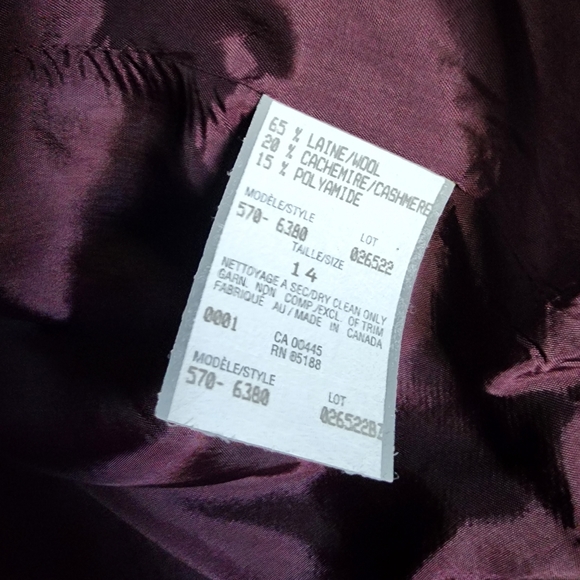 65 % LAINE/WOOL
20 % CACHEMIRE/CASHMERE
15 % POLYAMIDE
MODÈLE/STYLE LOT
570- 6380 026522
TAILLE/SIZE
14
NETTOYAGE A SEC/DRY CLEAN ONLY
GARN. NON COMP./EXCL. OF TRIM
FABRIQUÉ AU / MADE IN CANADA
0001
CA 00445
RN 85188
MODÈLE/STYLE LOT
570- 6380 026522B